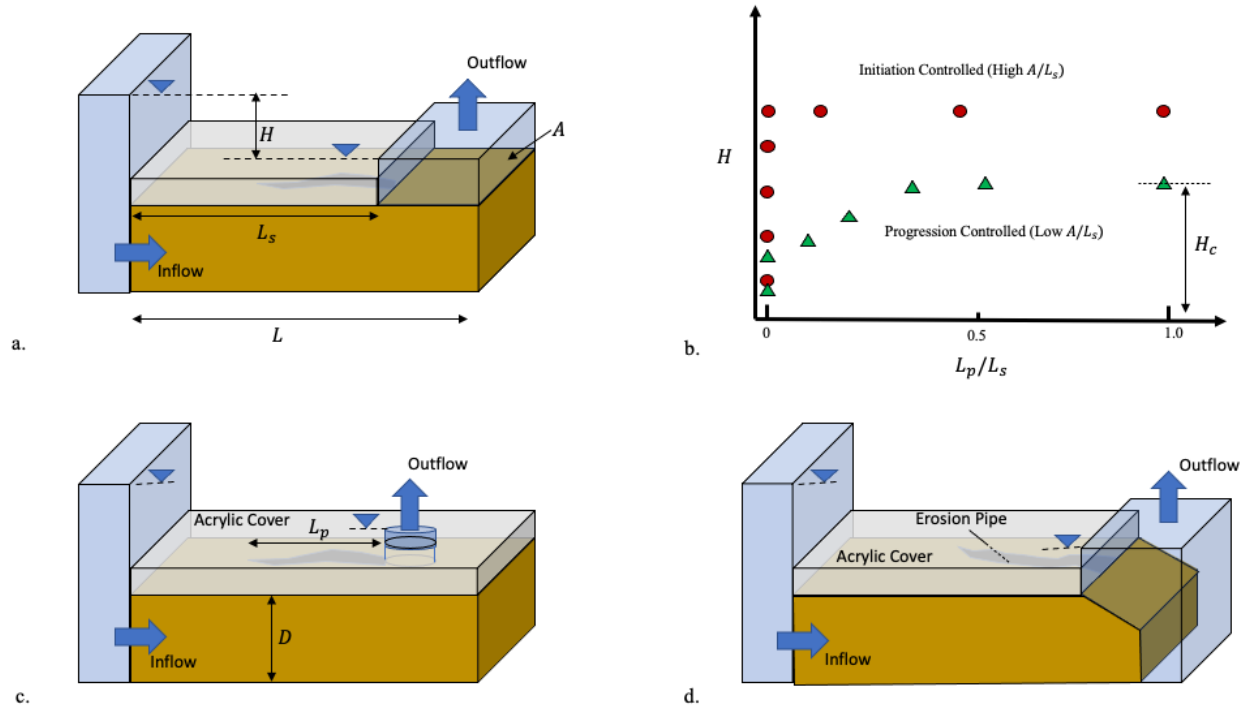 Outflow
H
A
L_s
Inflow
L
a.
Initiation Controlled (High A/L_s)
H
Progression Controlled (Low A/L_s)
H_c
0
0.5
1.0
L_p/L_s
b.
Outflow
Acrylic Cover
L_p
D
Inflow
c.
Outflow
Erosion Pipe
Acrylic Cover
Inflow
d.